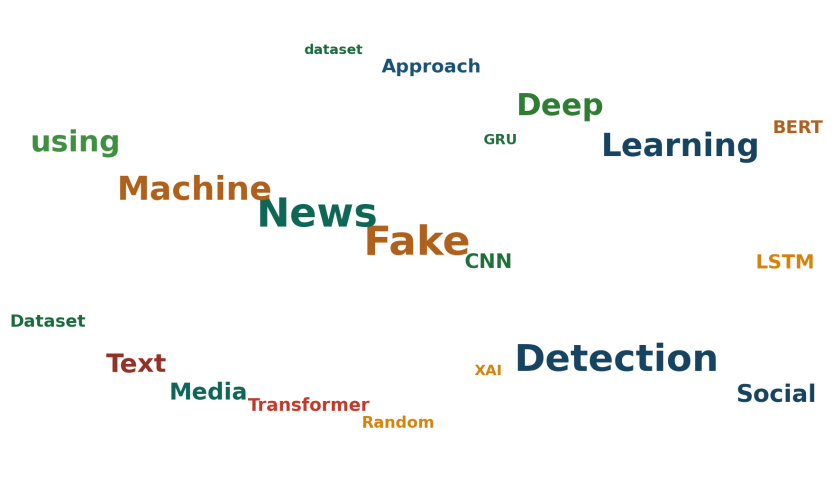 dataset
Approach
Deep
BERT
using
GRU
Learning
Machine
News
Fake
CNN
LSTM
Dataset
Text
Detection
XAI
Media
Social
Transformer
Random